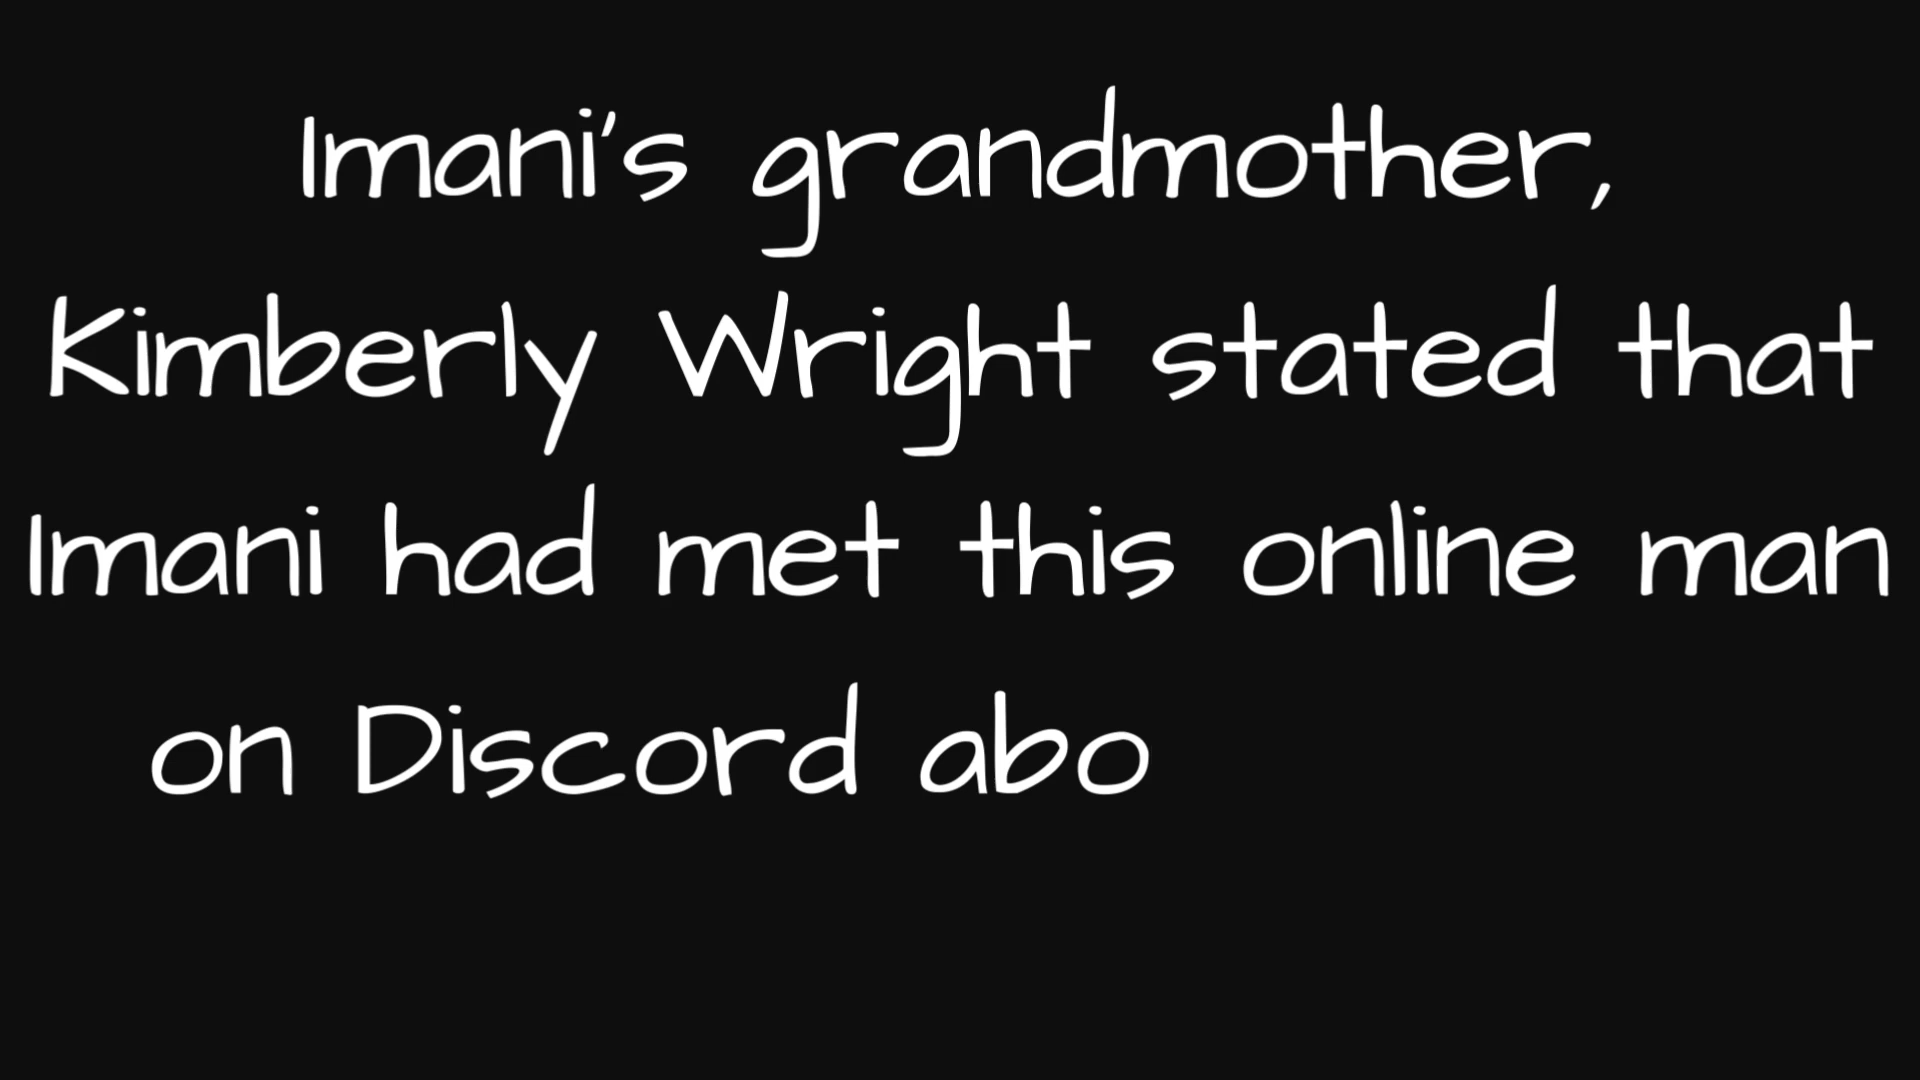 Imani's grandmother,
Kimberly Wright stated that
Imani had met this online man
on Discord abo